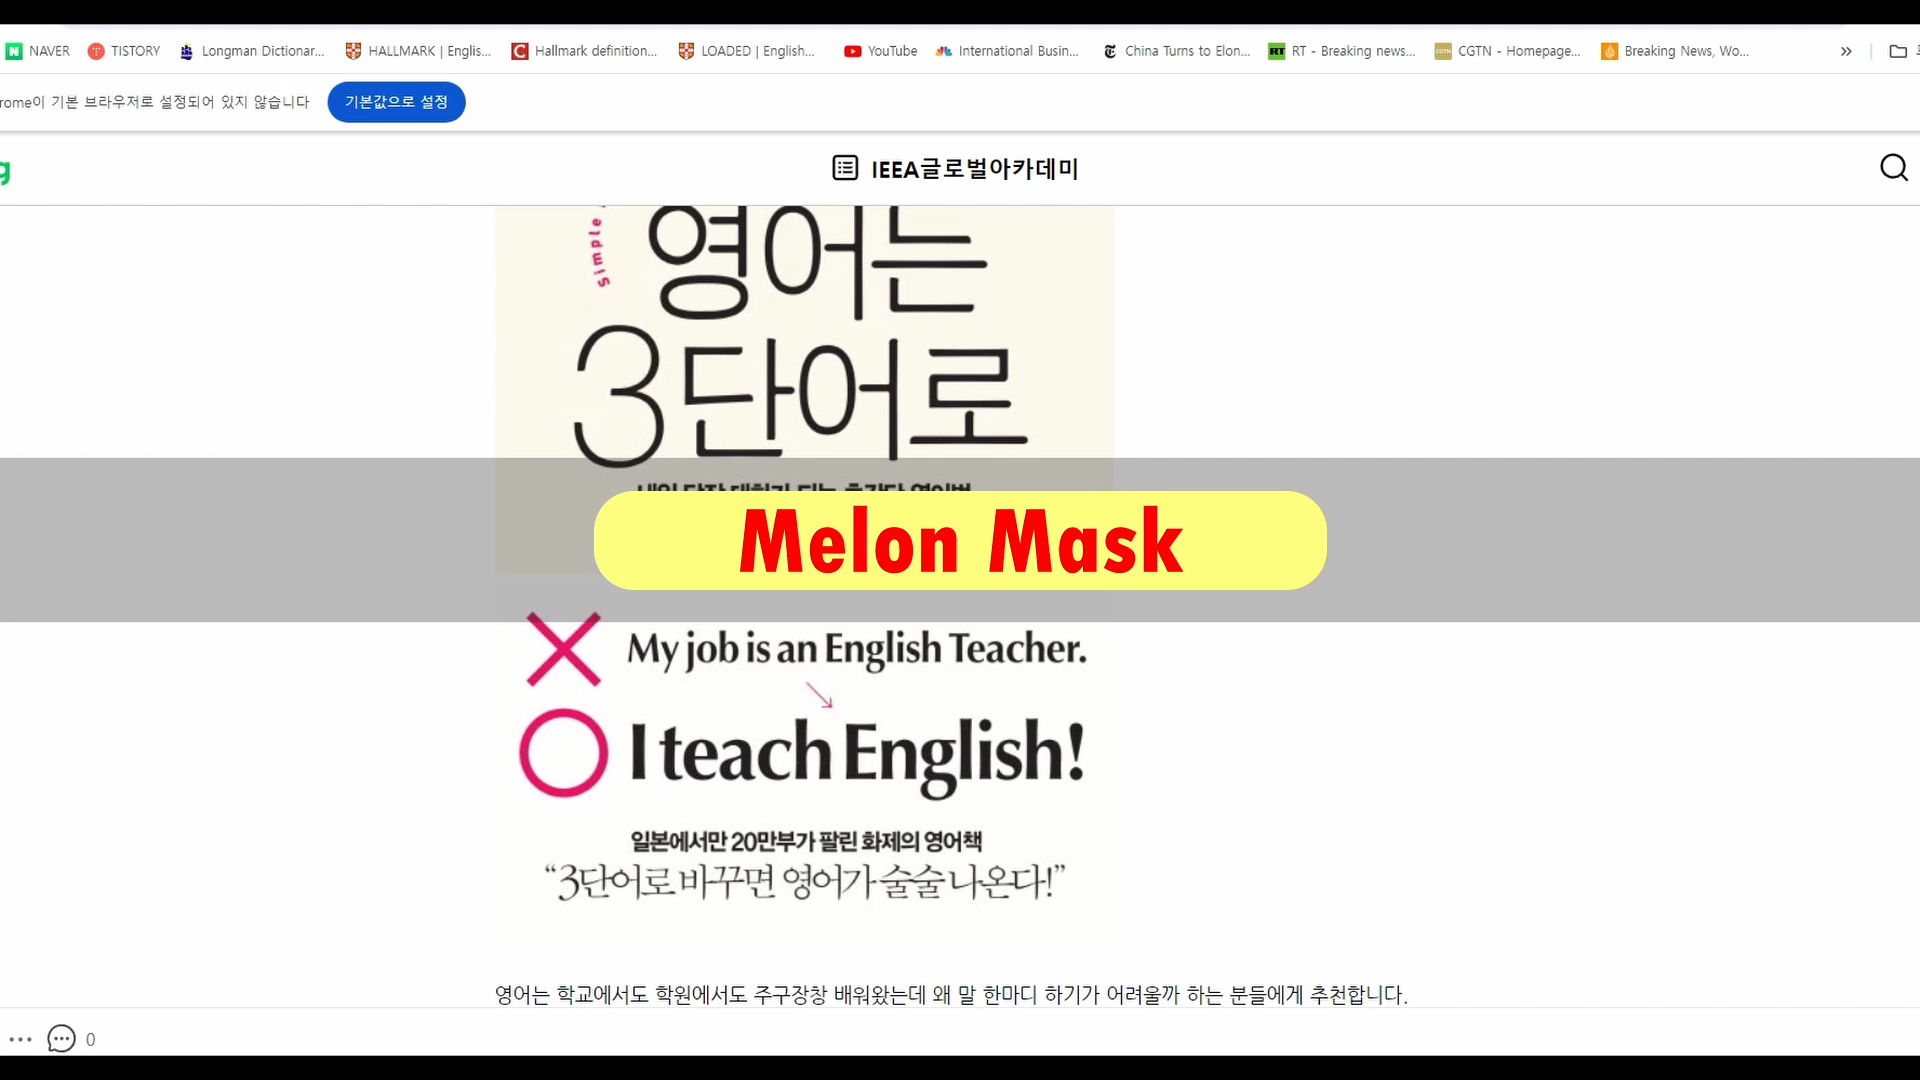 NAVER TISTORY Longman Dictionar... HALLMARK | Englis... Hallmark definition... LOADED | English... YouTube International Busin... China Turns to Elon... RT - Breaking news... CGTN - Homepage... Breaking News, Wo... »
rome이 기본 브라우저로 설정되어 있지 않습니다 기본값으로 설정
g IEEA글로벌아카데미
Simple
영어는
3단어로
Melon Mask
My job is an English Teacher.
I teach English!
일본에서만 20만부가 팔린 화제의 영어책
“3단어로 바꾸면 영어가 술술 나온다!”
영어는 학교에서도 학원에서도 주구장창 배워왔는데 왜 말 한마디 하기가 어려울까 하는 분들에게 추천합니다.
0